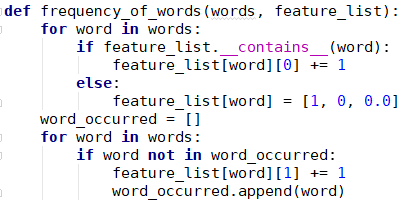 def frequency_of_words(words, feature_list):
    for word in words:
        if feature_list.__contains__(word):
            feature_list[word][0] += 1
        else:
            feature_list[word] = [1, 0, 0.0]
    word_occurred = []
    for word in words:
        if word not in word_occurred:
            feature_list[word][1] += 1
            word_occurred.append(word)